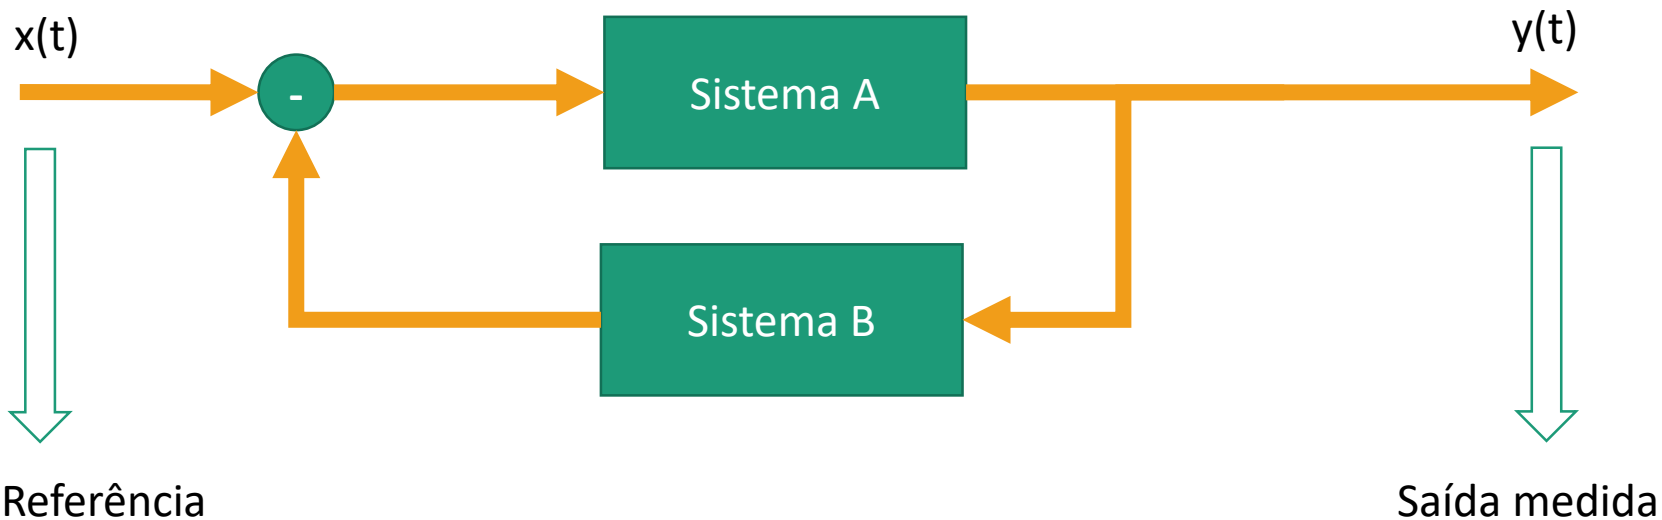 x(t)
y(t)
-
Sistema A
Sistema B
Referência
Saída medida